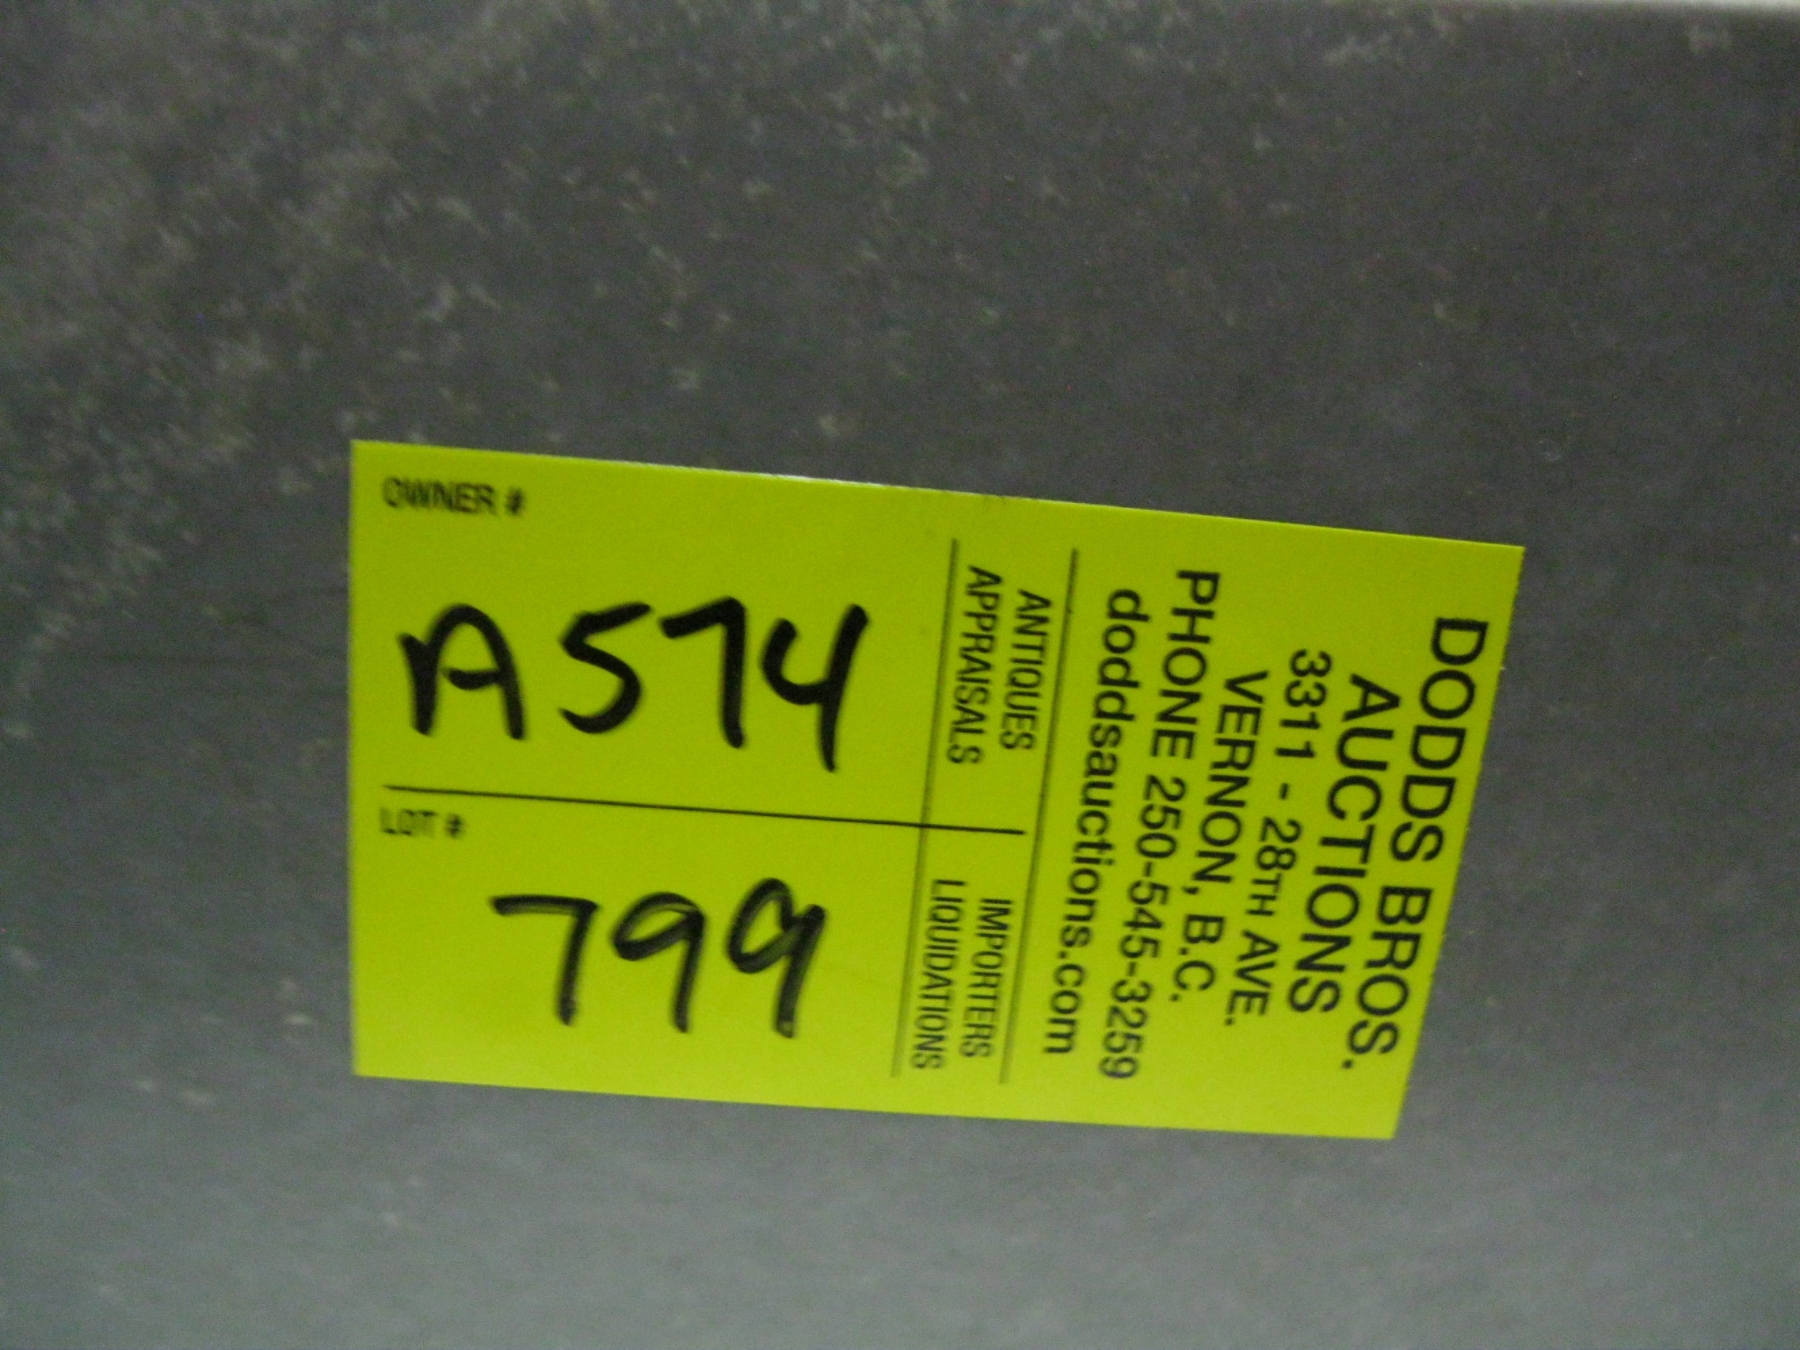 DODDS BROS.
AUCTIONS
3311 - 28TH AVE.
VERNON, B.C.
PHONE 250-545-3259
doddsauctions.com
ANTIQUES
APPRAISALS
IMPORTERS
LIQUIDATIONS
OWNER #
A574
LOT #
799